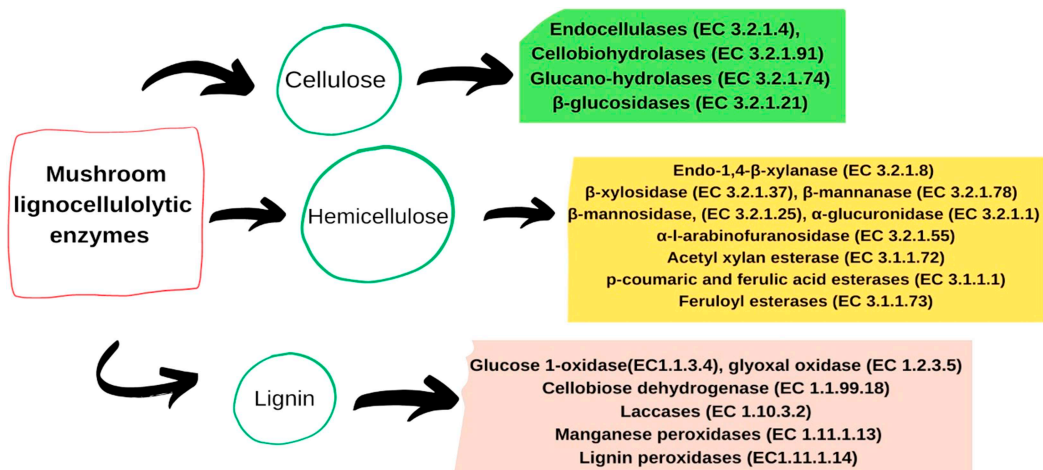 Mushroom
lignocellulolytic
enzymes
Cellulose
Endocellulases (EC 3.2.1.4),
Cellobiohydrolases (EC 3.2.1.91)
Glucano-hydrolases (EC 3.2.1.74)
β-glucosidases (EC 3.2.1.21)
Hemicellulose
Endo-1,4-β-xylanase (EC 3.2.1.8)
β-xylosidase (EC 3.2.1.37), β-mannanase (EC 3.2.1.78)
β-mannosidase, (EC 3.2.1.25), α-glucuronidase (EC 3.2.1.1)
α-l-arabinofuranosidase (EC 3.2.1.55)
Acetyl xylan esterase (EC 3.1.1.72)
p-coumaric and ferulic acid esterases (EC 3.1.1.1)
Feruloyl esterases (EC 3.1.1.73)
Lignin
Glucose 1-oxidase(EC1.1.3.4), glyoxal oxidase (EC 1.2.3.5)
Cellobiose dehydrogenase (EC 1.1.99.18)
Laccases (EC 1.10.3.2)
Manganese peroxidases (EC 1.11.1.13)
Lignin peroxidases (EC1.11.1.14)